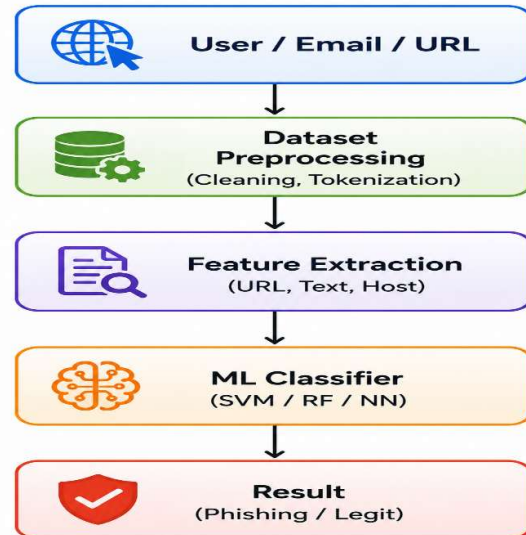 User / Email / URL
Dataset
Preprocessing
(Cleaning, Tokenization)
Feature Extraction
(URL, Text, Host)
ML Classifier
(SVM / RF / NN)
Result
(Phishing / Legit)